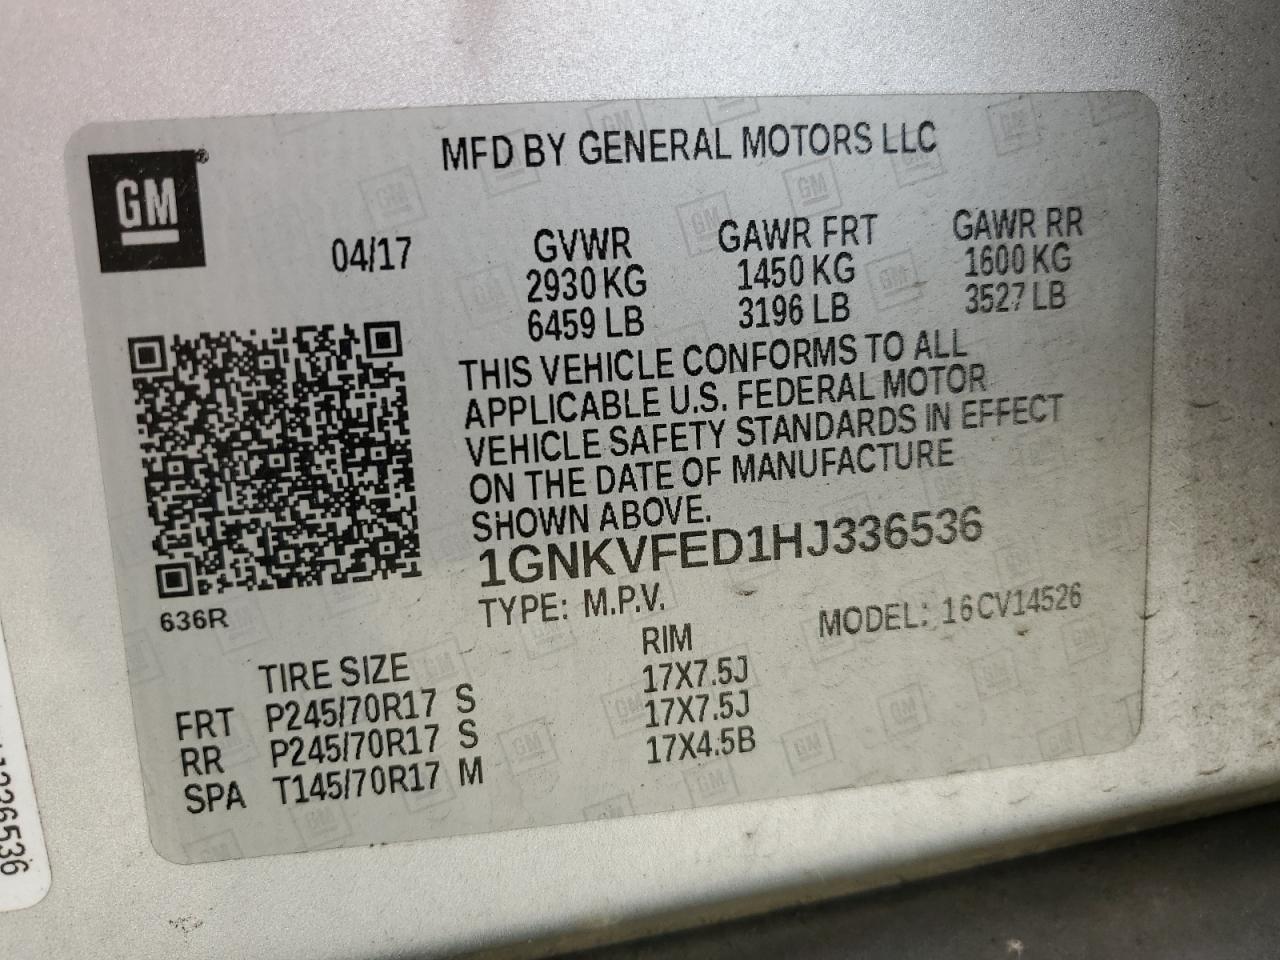 MFD BY GENERAL MOTORS LLC
GM
04/17
GVWR GAWR FRT GAWR RR
2930 KG 1450 KG 1600 KG
6459 LB 3196 LB 3527 LB
THIS VEHICLE CONFORMS TO ALL
APPLICABLE U.S. FEDERAL MOTOR
VEHICLE SAFETY STANDARDS IN EFFECT
ON THE DATE OF MANUFACTURE
SHOWN ABOVE.
1GNKVFED1HJ336536
636R
TYPE: M.P.V. MODEL: 16CV14526
TIRE SIZE RIM
FRT P245/70R17 S 17X7.5J
RR P245/70R17 S 17X7.5J
SPA T145/70R17 M 17X4.5B